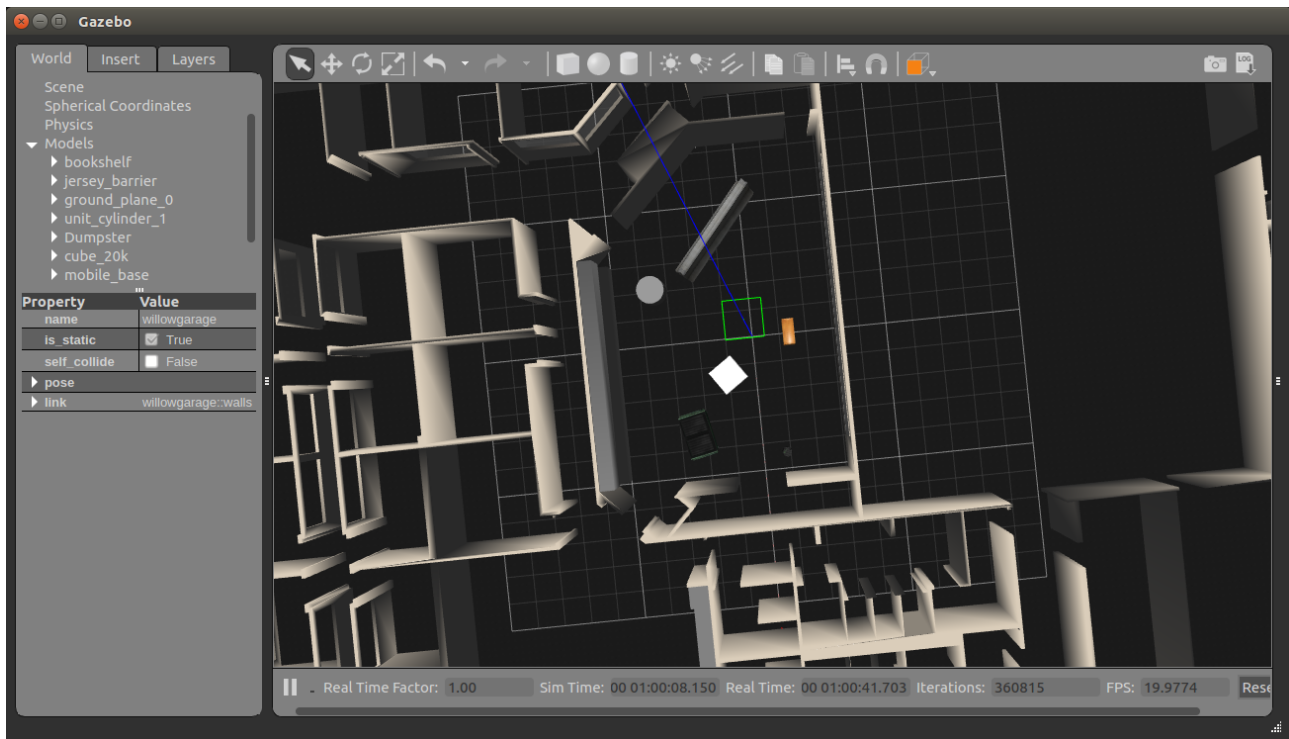 Gazebo
World Insert Layers
LOG
Scene
Spherical Coordinates
Physics
Models
bookshelf
jersey_barrier
ground_plane_0
unit_cylinder_1
Dumpster
cube_20k
mobile_base
Property Value
name willowgarage
is_static True
self_collide False
pose
link willowgarage::walls
Real Time Factor: 1.00 Sim Time: 00 01:00:08.150 Real Time: 00 01:00:41.703 Iterations: 360815 FPS: 19.9774 Rese